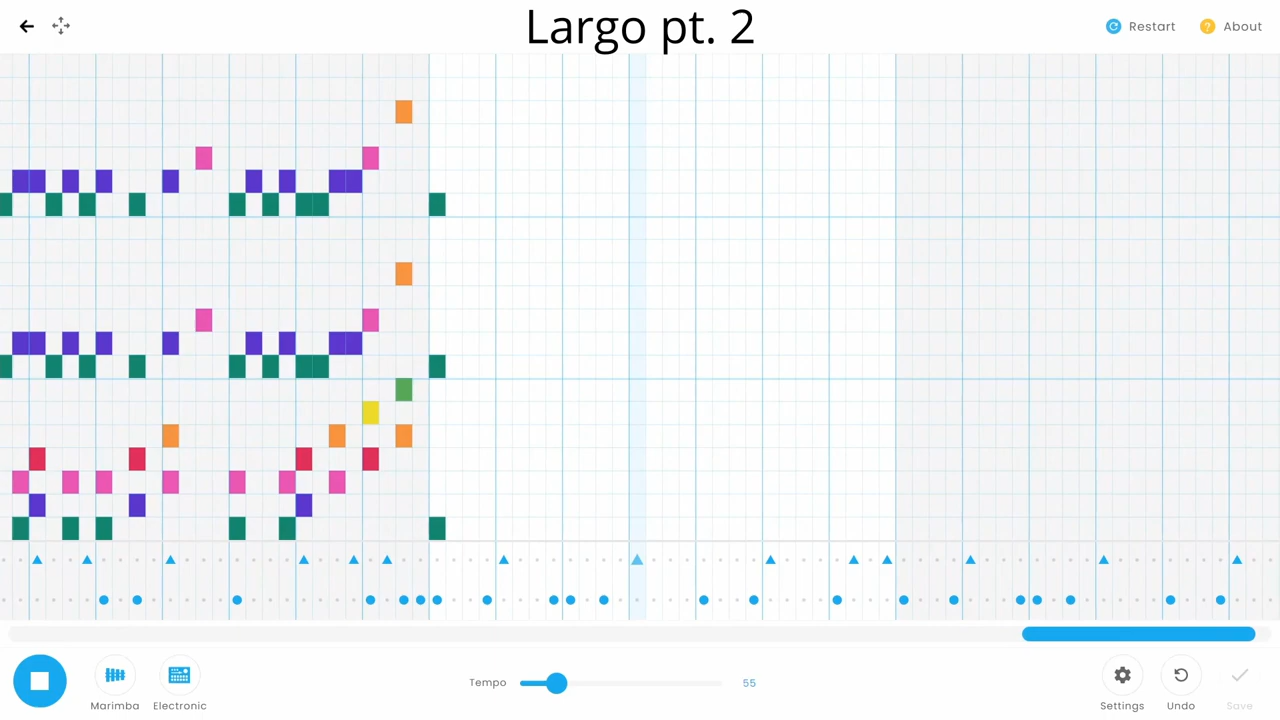 Largo pt. 2
Restart
About
Tempo
55
Marimba
Electronic
Settings
Undo
Save